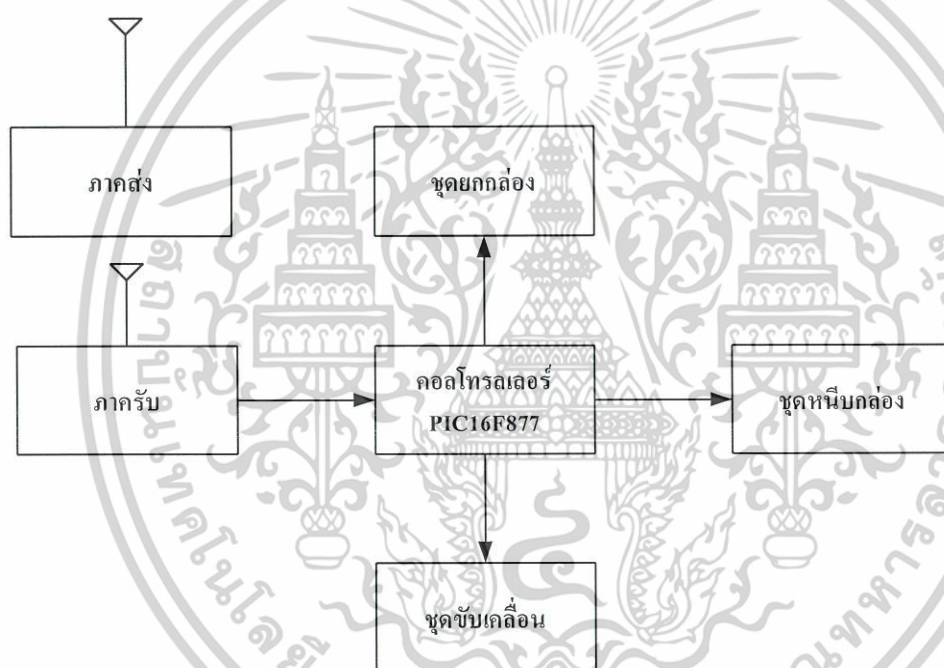 ภาคส่ง
ชุดยกกล่อง
ภาครับ
คอลโทรลเลอร์
PIC16F877
ชุดหนีบกล่อง
ชุดขับเคลื่อน